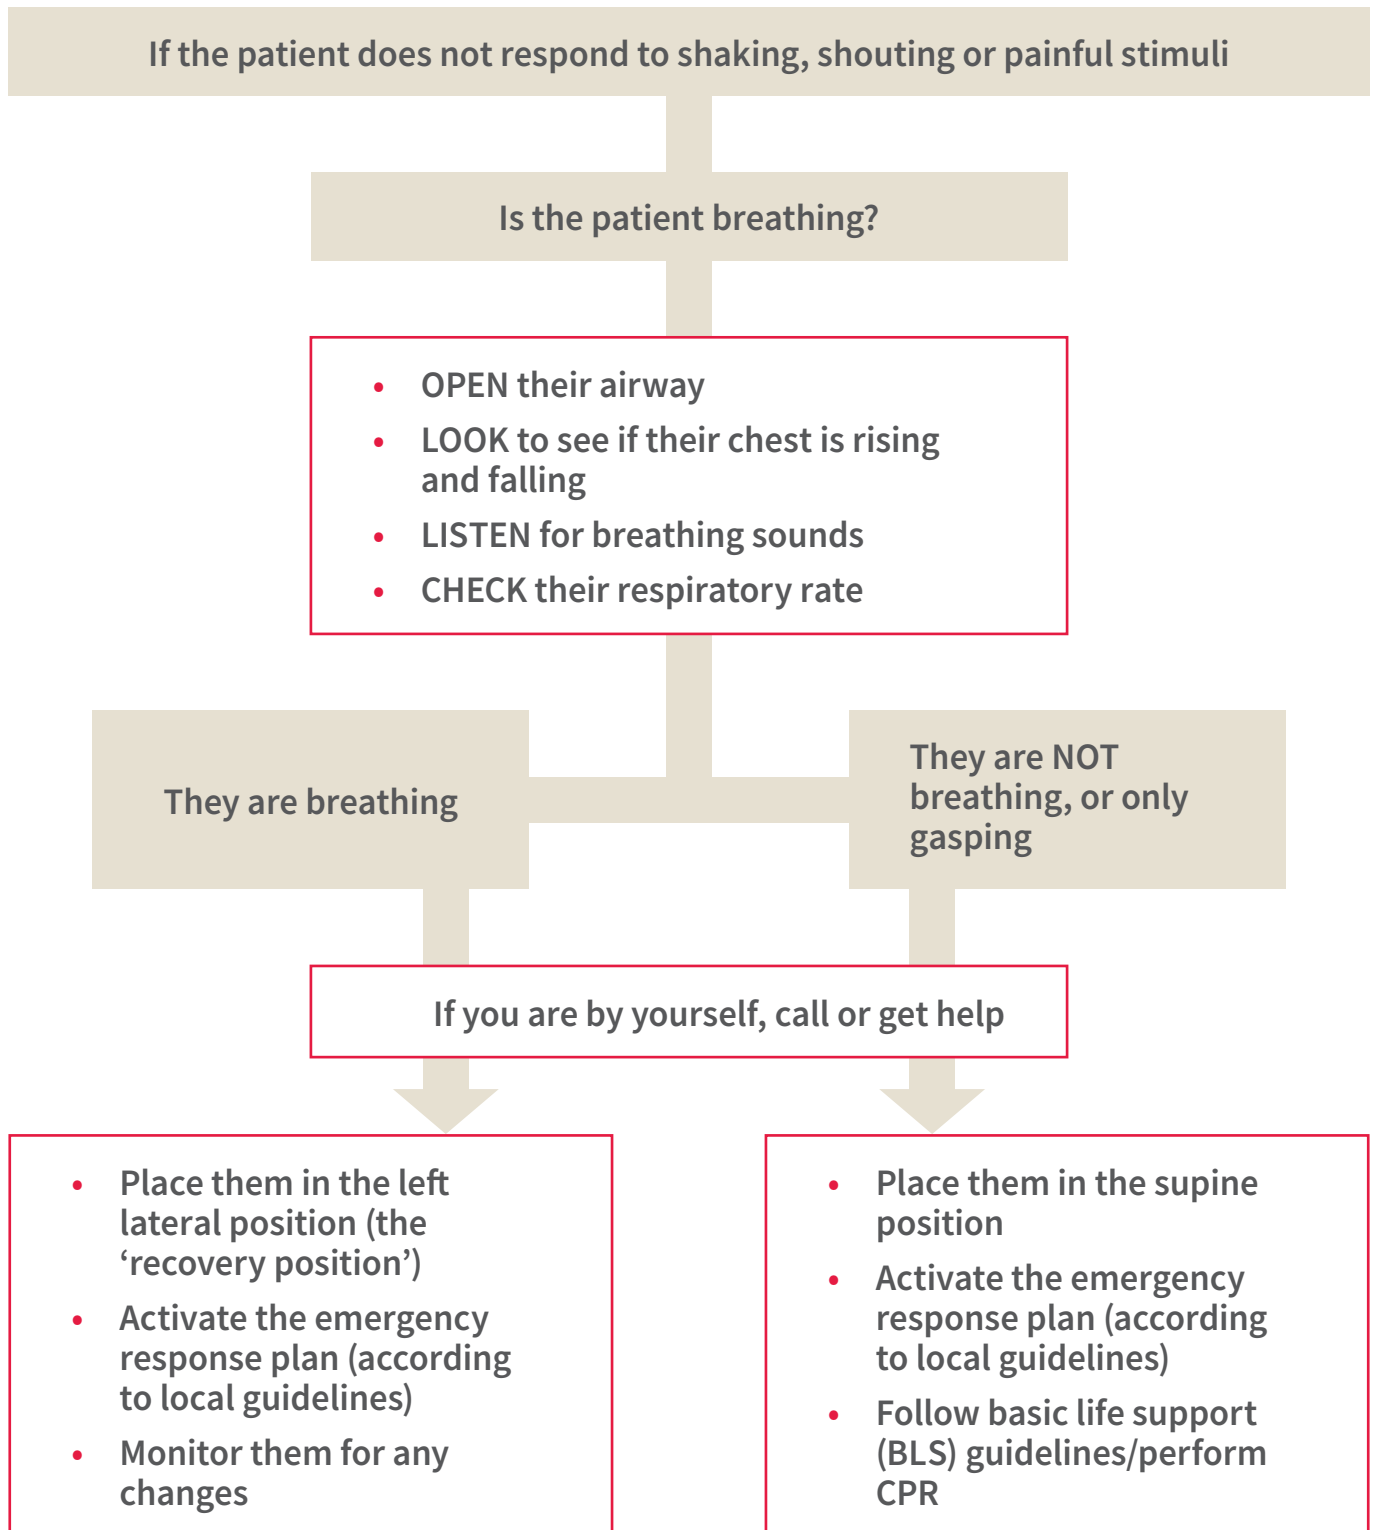 If the patient does not respond to shaking, shouting or painful stimuli
Is the patient breathing?
• OPEN their airway
• LOOK to see if their chest is rising
and falling
• LISTEN for breathing sounds
• CHECK their respiratory rate
They are breathing
They are NOT
breathing, or only
gasping
If you are by yourself, call or get help
• Place them in the left
lateral position (the
‘recovery position’)
• Activate the emergency
response plan (according
to local guidelines)
• Monitor them for any
changes
• Place them in the supine
position
• Activate the emergency
response plan (according
to local guidelines)
• Follow basic life support
(BLS) guidelines/perform
CPR